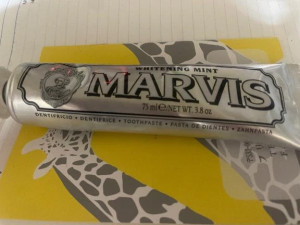 WHITENING MINT
MARVIS
75 ml ℮ NET WT. 3.8 oz
DENTIFRICIO - DENTIFRICE - TOOTHPASTE - PASTA DE DIENTES - ZAHNPASTA